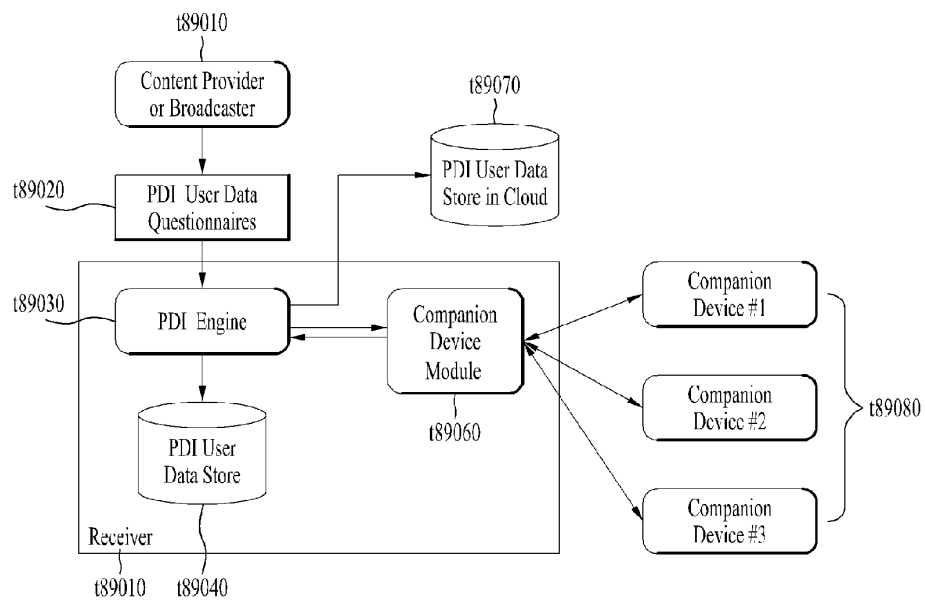 t89010
Content Provider
or Broadcaster
t89070
PDI User Data
Store in Cloud
t89020
PDI User Data
Questionnaires
t89030
PDI Engine
Companion
Device
Module
t89060
Companion
Device #1
Companion
Device #2
Companion
Device #3
t89080
PDI User
Data Store
Receiver
t89010
t89040